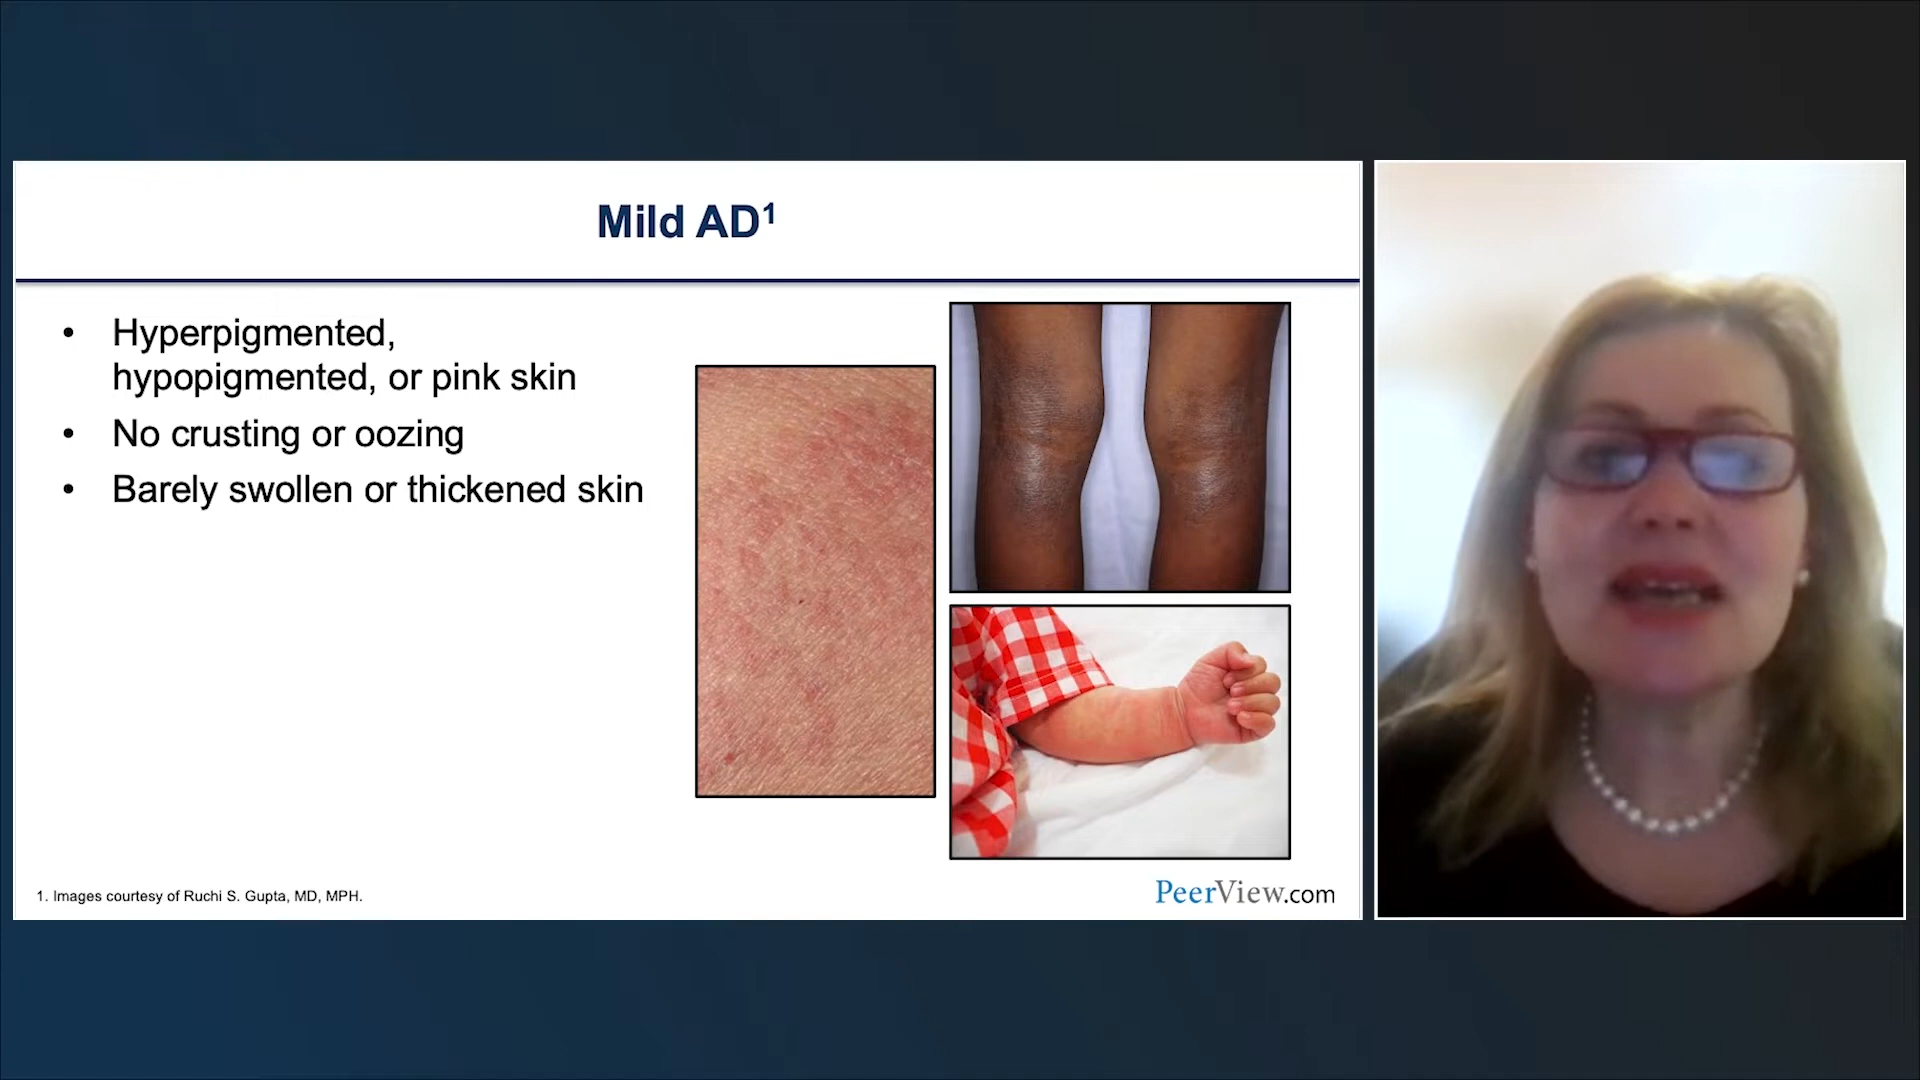 Mild AD¹
• Hyperpigmented,
hypopigmented, or pink skin
• No crusting or oozing
• Barely swollen or thickened skin
1. Images courtesy of Ruchi S. Gupta, MD, MPH.
PeerView.com